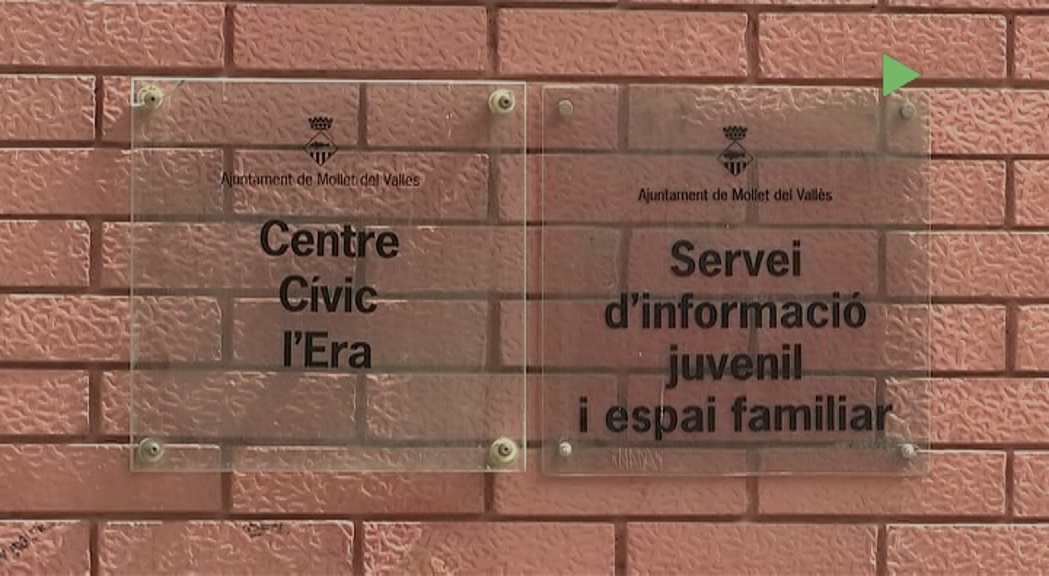 Ajuntament de Mollet del Vallès
Centre
Cívic
l'Era
Ajuntament de Mollet del Vallès
Servei
d'informació
juvenil
i espai familiar